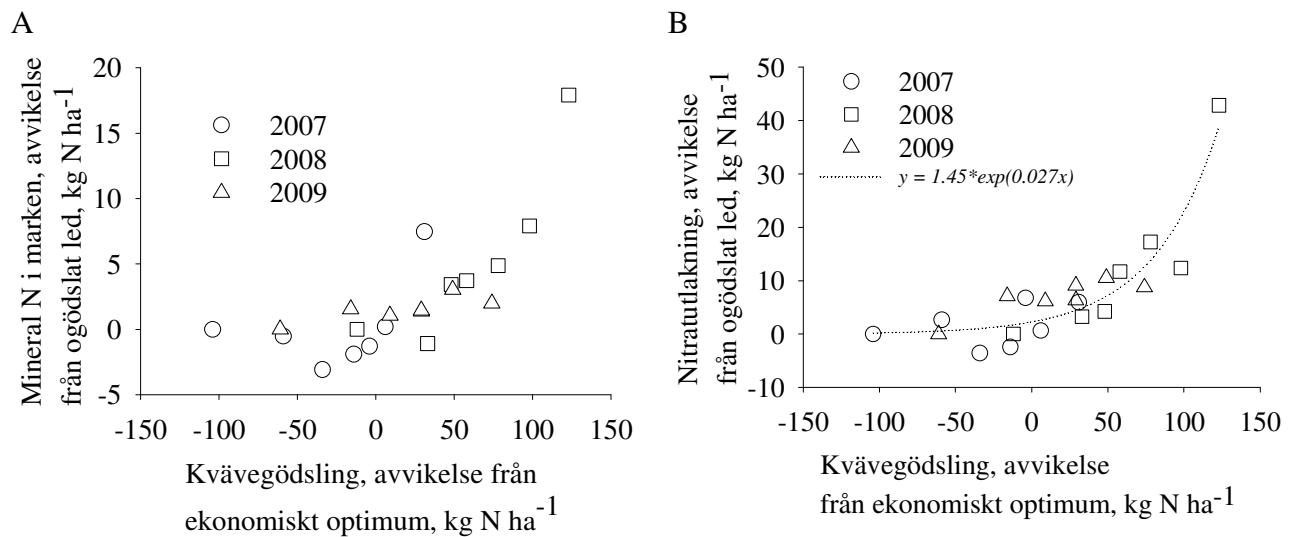 A
Mineral N i marken, avvikelse
från ogödslat led, kg N ha-1
20
15
10
5
0
-5
2007
2008
2009
-150 -100 -50 0 50 100 150
Kvävegödsling, avvikelse från
ekonomiskt optimum, kg N ha-1
B
Nitratutlakning, avvikelse
från ogödslat led, kg N ha-1
50
40
30
20
10
0
-10
2007
2008
2009
y = 1.45*exp(0.027x)
-150 -100 -50 0 50 100 150
Kvävegödsling, avvikelse
från ekonomiskt optimum, kg N ha-1